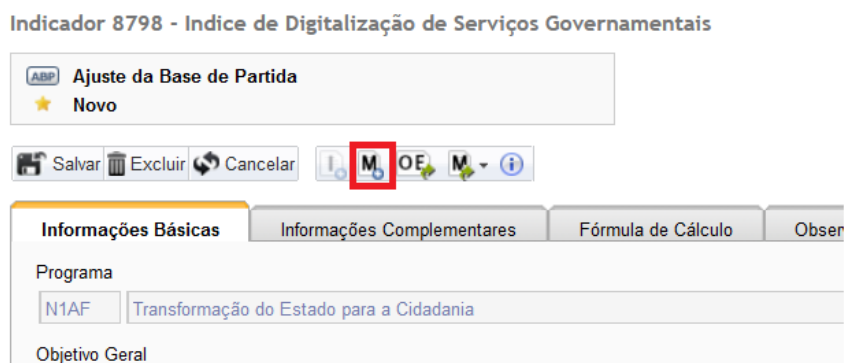 Indicador 8798 - Indice de Digitalização de Serviços Governamentais
ABP Ajuste da Base de Partida
Novo
Salvar Excluir Cancelar I M OE M
Informações Básicas Informações Complementares Fórmula de Cálculo Obser
Programa
N1AF Transformação do Estado para a Cidadania
Objetivo Geral